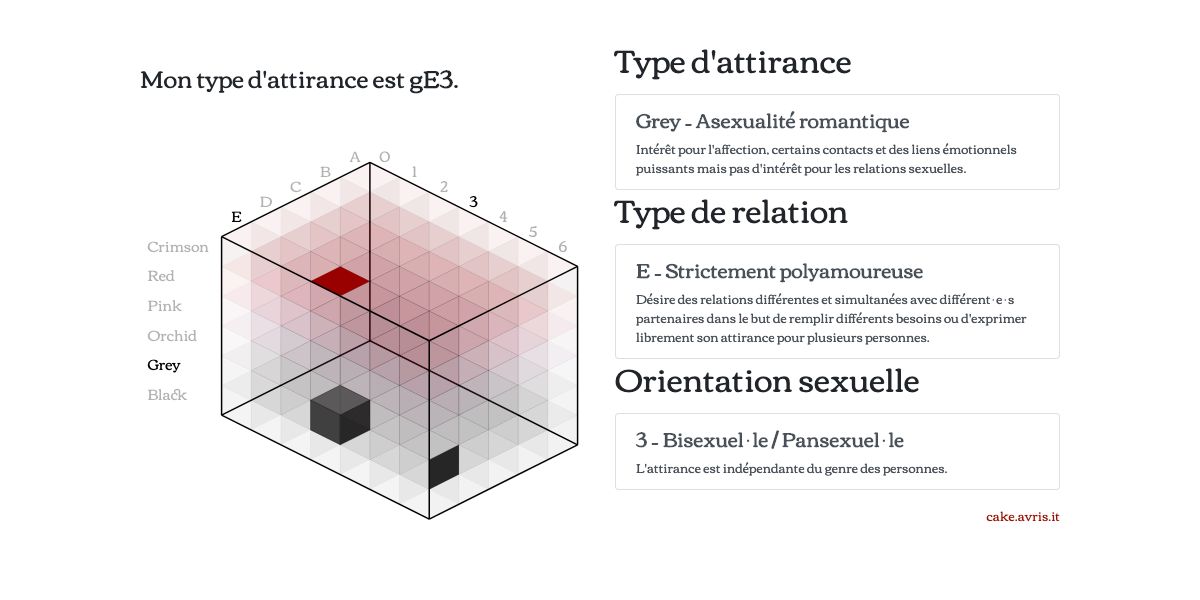 Mon type d'attirance est gE3.
A O
B 1
C 2
D 3
E 4
5
Crimson 6
Red
Pink
Orchid
Grey
Black
Type d'attirance
Grey - Asexualité romantique
Intérêt pour l'affection, certains contacts et des liens émotionnels
puissants mais pas d'intérêt pour les relations sexuelles.
Type de relation
E - Strictement polyamoureuse
Désire des relations différentes et simultanées avec différent·e·s
partenaires dans le but de remplir différents besoins ou d'exprimer
librement son attirance pour plusieurs personnes.
Orientation sexuelle
3 - Bisexuel·le / Pansexuel·le
L'attirance est indépendante du genre des personnes.
cake.avris.it